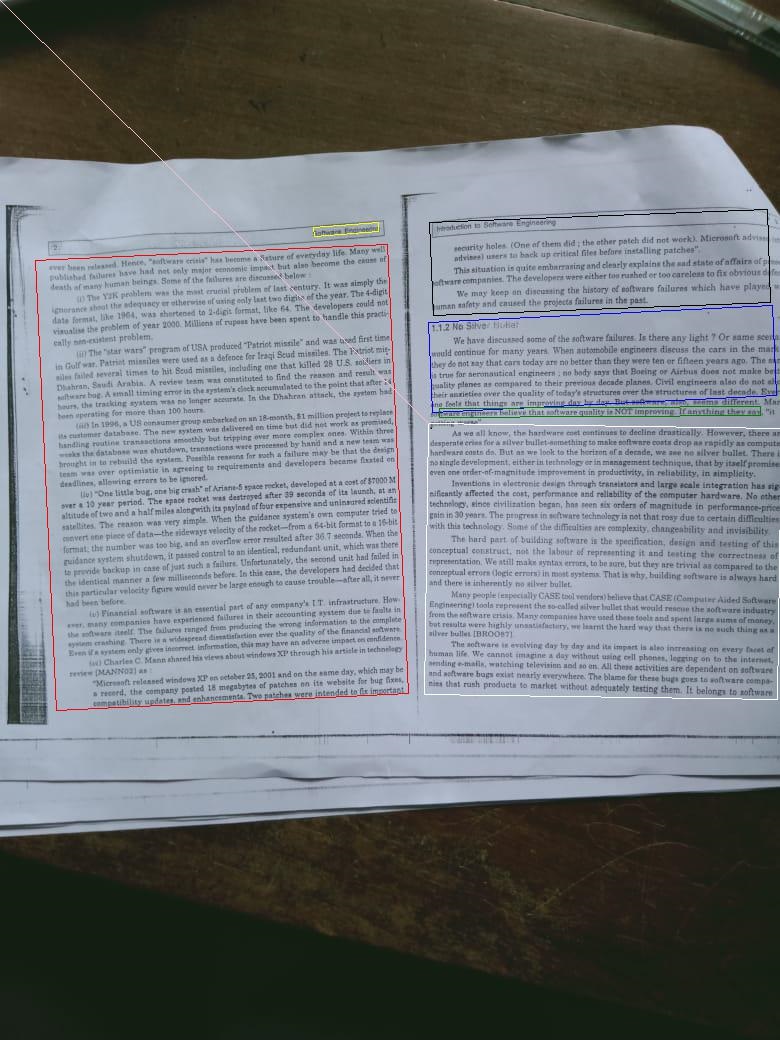 2
Software Engineering
ever been released. Hence, "software crisis" has become a fixture of everyday life. Many well
published failures have had not only major economic impact but also become the cause of
death of many human beings. Some of the failures are discussed below :
(i) The Y2K problem was the most crucial problem of last century. It was simply the
ignorance about the adequacy or otherwise of using only last two digits of the year. The 4-digit
date format, like 1964, was shortened to 2-digit format, like 64. The developers could not
visualise the problem of year 2000. Millions of rupees have been spent to handle this practi-
cally non-existent problem.
(ii) The "star wars" program of USA produced "Patriot missile" and was used first time
in Gulf war. Patriot missiles were used as a defence for Iraqi Scud missiles. The Patriot mis-
siles failed several times to hit Scud missiles, including one that killed 28 U.S. soldiers in
Dhahran, Saudi Arabia. A review team was constituted to find the reason and result was
software bug. A small timing error in the system's clock accumulated to the point that after 14
hours, the tracking system was no longer accurate. In the Dhahran attack, the system had
been operating for more than 100 hours.
(iii) In 1996, a US consumer group embarked on an 18-month, $1 million project to replace
its customer database. The new system was delivered on time but did not work as promised,
handling routine transactions smoothly but tripping over more complex ones. Within three
weeks the database was shutdown, transactions were processed by hand and a new team was
brought in to rebuild the system. Possible reasons for such a failure may be that the design
team was over optimistic in agreeing to requirements and developers became fixated on
deadlines, allowing errors to be ignored.
(iv) "One little bug, one big crash" of Ariane-5 space rocket, developed at a cost of $7000 M
over a 10 year period. The space rocket was destroyed after 39 seconds of its launch, at an
altitude of two and a half miles alongwith its payload of four expensive and uninsured scientific
satellites. The reason was very simple. When the guidance system's own computer tried to
convert one piece of data—the sideways velocity of the rocket—from a 64-bit format to a 16-bit
format, the number was too big, and an overflow error resulted after 36.7 seconds. When the
guidance system shutdown, it passed control to an identical, redundant unit, which was there
to provide backup in case of just such a failure. Unfortunately, the second unit had failed in
the identical manner a few milliseconds before. In this case, the developers had decided that
this particular velocity figure would never be large enough to cause trouble—after all, it never
had been before.
(v) Financial software is an essential part of any company's I.T. infrastructure. How-
ever, many companies have experienced failures in their accounting system due to faults in
the software itself. The failures ranged from producing the wrong information to the complete
system crashing. There is a widespread dissatisfaction over the quality of the financial software.
Even if a system only gives incorrect information, this may have an adverse impact on confidence.
(vi) Charles C. Mann shared his views about windows XP through his article in technology
review [MANN02] as :
"Microsoft released windows XP on october 25, 2001 and on the same day, which may be
a record, the company posted 18 megabytes of patches on its website for bug fixes,
compatibility updates, and enhancements. Two patches were intended to fix important
Introduction to Software Engineering
security holes. (One of them did ; the other patch did not work). Microsoft advised
advises) users to back up critical files before installing patches".
This situation is quite embarrassing and clearly explains the sad state of affairs of
software companies. The developers were either too rushed or too careless to fix obvious
We may keep on discussing the history of software failures which have played
human safety and caused the projects failures in the past.
1.1.2 No Silver Bullet
We have discussed some of the software failures. Is there any light ? Or same
would continue for many years. When automobile engineers discuss the cars in the
they do not say that cars today are no better than they were ten or fifteen years ago. The
is true for aeronautical engineers ; no body says that Boeing or Airbus does not make
quality planes as compared to their previous decade planes. Civil engineers also do not
their anxieties over the quality of today's structures over the structures of last decade.
ing feels that things are improving day by day. But software, also, seems different.
software engineers believe that software quality is NOT improving. If anything they say,
As we all know, the hardware cost continues to decline drastically. However, there are
desperate cries for a silver bullet-something to make software costs drop as rapidly as computer
hardware costs do. But as we look to the horizon of a decade, we see no silver bullet. There is
no single development, either in technology or in management technique, that by itself promises
even one order-of-magnitude improvement in productivity, in reliability, in simplicity.
Inventions in electronic design through transistors and large scale integration has sig-
nificantly affected the cost, performance and reliability of the computer hardware. No other
technology, since civilization began, has seen six orders of magnitude in performance-price
gain in 30 years. The progress in software technology is not that rosy due to certain difficulties
with this technology. Some of the difficulties are complexity, changeability and invisibility.
The hard part of building software is the specification, design and testing of this
conceptual construct, not the labour of representing it and testing the correctness of
representation. We still make syntax errors, to be sure, but they are trivial as compared to the
conceptual errors (logic errors) in most systems. That is why, building software is always hard
and there is inherently no silver bullet.
Many people (especially CASE tool vendors) believe that CASE (Computer Aided Software
Engineering) tools represent the so-called silver bullet that would rescue the software industry
from the software crisis. Many companies have used these tools and spent large sums of money,
but results were highly unsatisfactory, we learnt the hard way that there is no such thing as a
silver bullet [BROO87].
The software is evolving day by day and its impact is also increasing on every facet of
human life. We cannot imagine a day without using cell phones, logging on to the internet,
sending e-mails, watching television and so on. All these activities are dependent on software
and software bugs exist nearly everywhere. The blame for these bugs goes to software compa-
nies that rush products to market without adequately testing them. It belongs to software